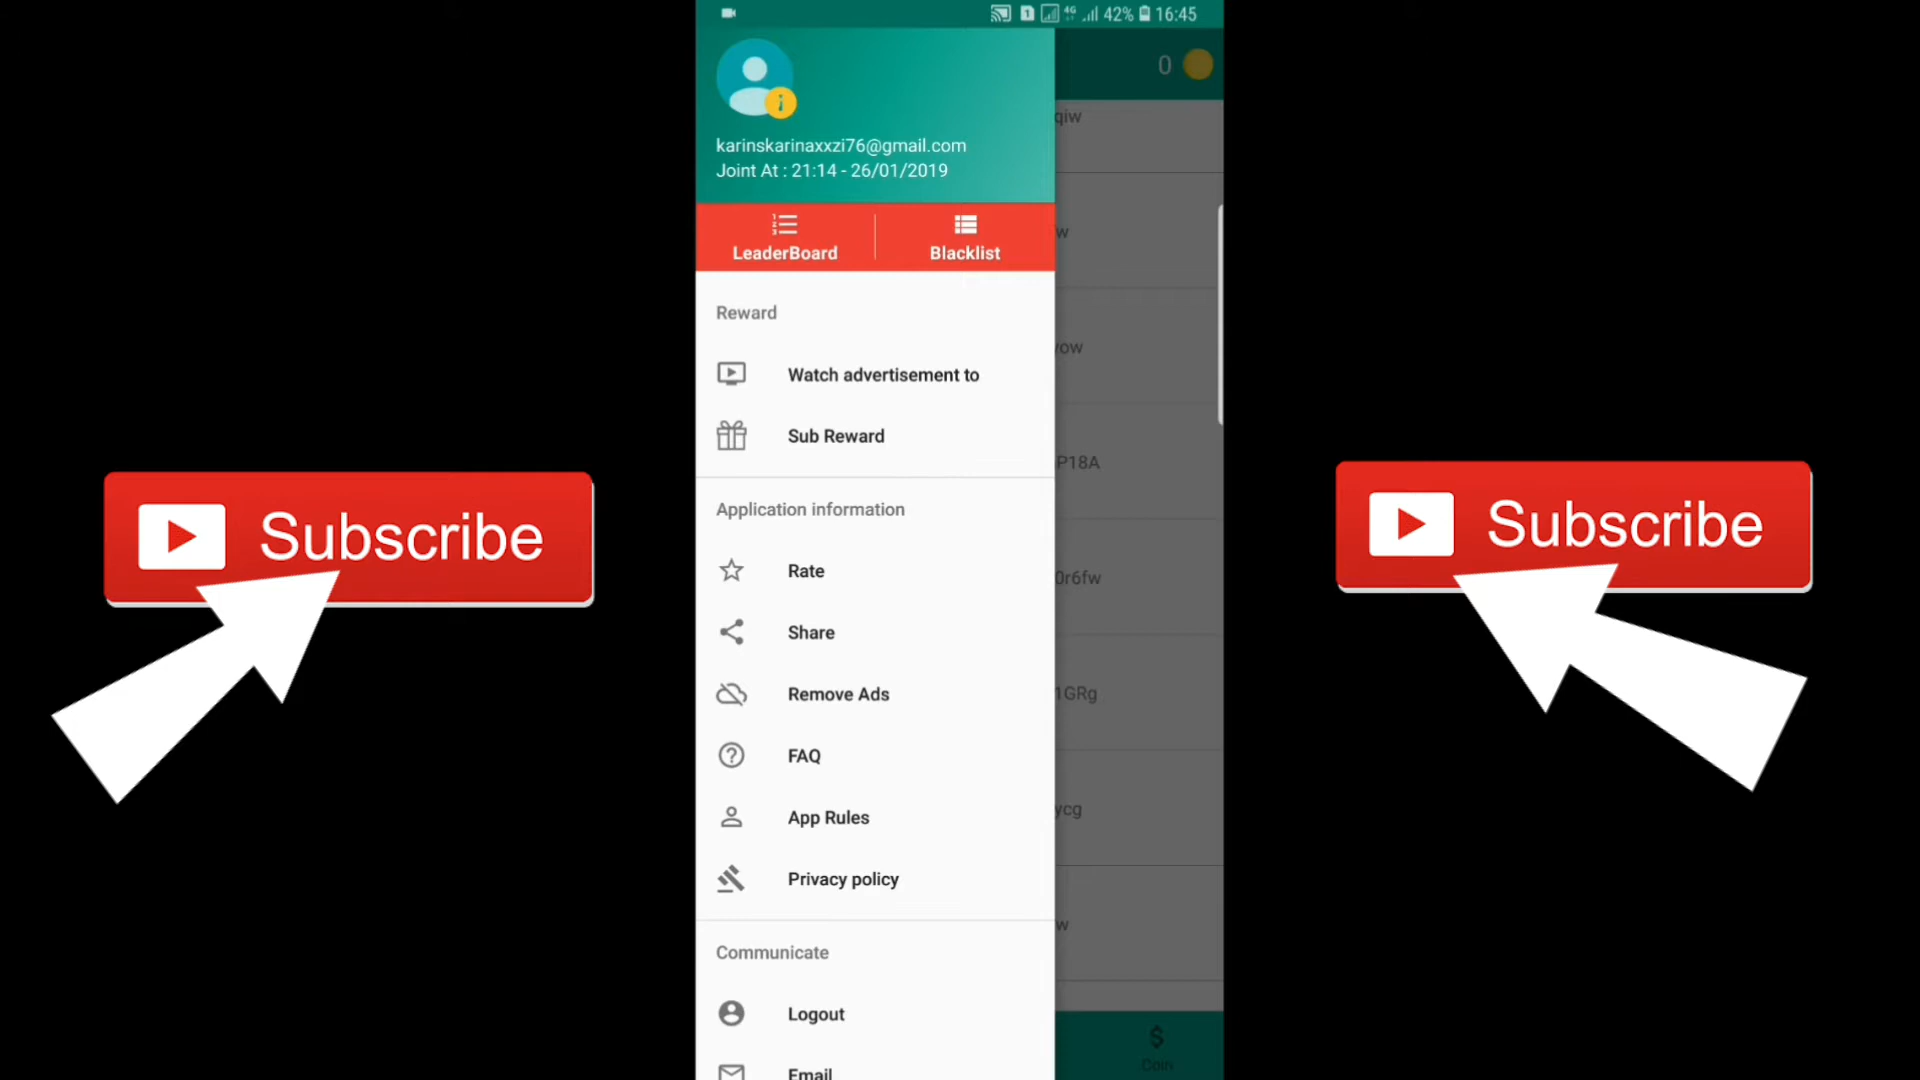 4G 42% 16:45
0
karinskarinaxxzi76@gmail.com
Joint At : 21:14 - 26/01/2019
LeaderBoard
Blacklist
Reward
Watch advertisement to
Sub Reward
Application information
Rate
Share
Remove Ads
FAQ
App Rules
Privacy policy
Communicate
Logout
Email
qiw
w
P18A
0r6fw
1GRg
ycg
w
Coin
Subscribe
Subscribe